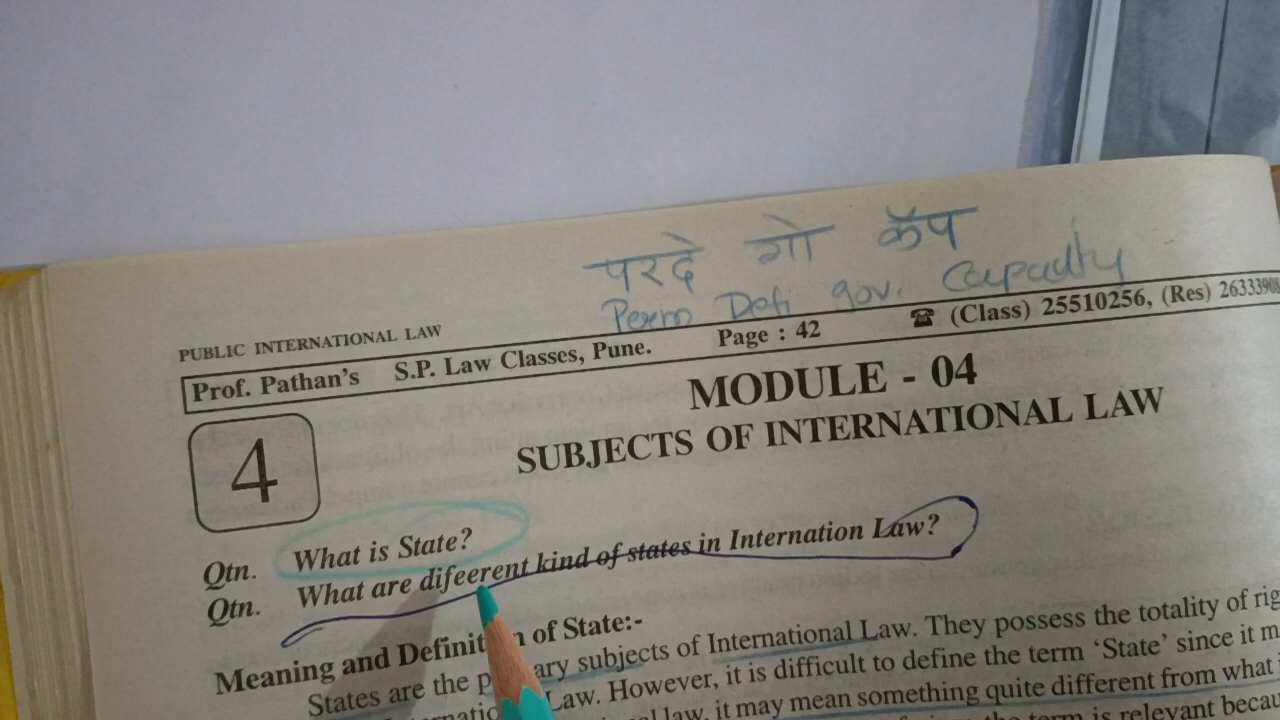 परदे गो कॅप
Perm Defi gov. Capacity
PUBLIC INTERNATIONAL LAW
Prof. Pathan's S.P. Law Classes, Pune. Page : 42 ☎ (Class) 25510256, (Res) 26333908
MODULE - 04
4
SUBJECTS OF INTERNATIONAL LAW
Qtn. What is State?
Qtn. What are difeerent kind of states in Internation Law?
Meaning and Definit n of State:-
States are the p ary subjects of International Law. They possess the totality of
Law. However, it is difficult to define the term 'State' since it
law, it may mean something quite different from what
the term is relevant